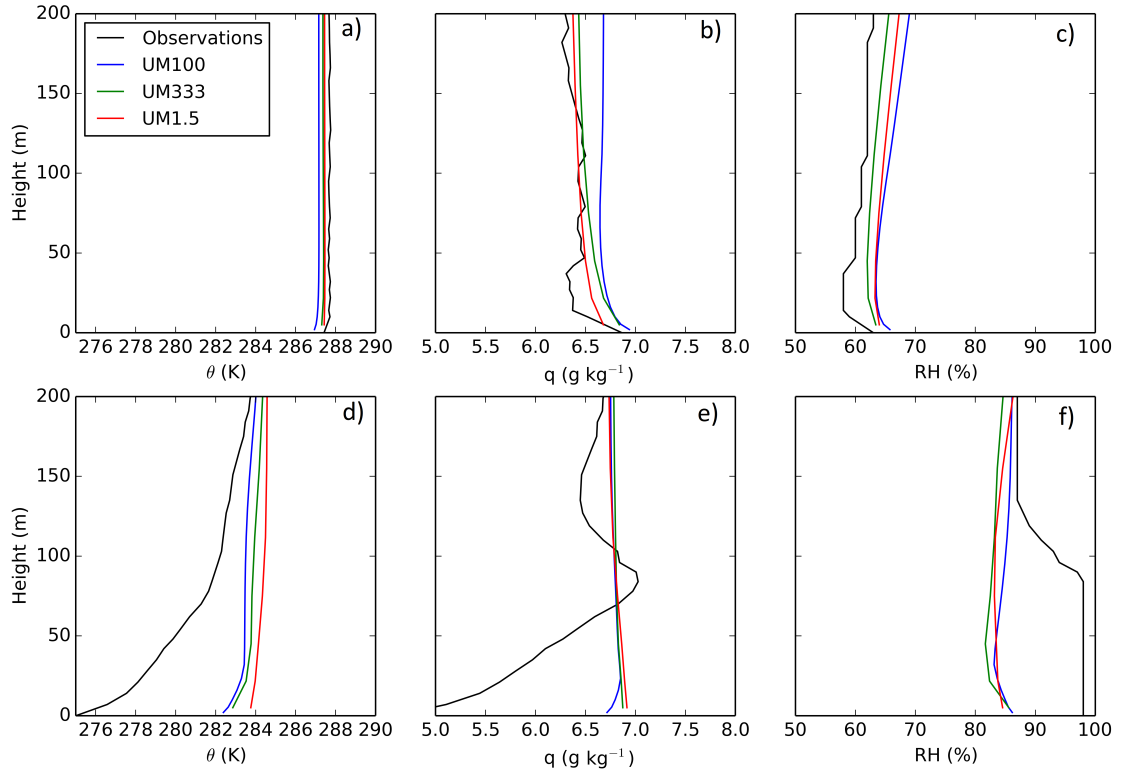 200
150
100
50
0
Height (m)
a)
Observations
UM100
UM333
UM1.5
276 278 280 282 284 286 288 290
θ (K)
b)
5.0 5.5 6.0 6.5 7.0 7.5 8.0
q (g kg⁻¹)
c)
50 60 70 80 90 100
RH (%)
200
150
100
50
0
Height (m)
d)
276 278 280 282 284 286 288 290
θ (K)
e)
5.0 5.5 6.0 6.5 7.0 7.5 8.0
q (g kg⁻¹)
f)
50 60 70 80 90 100
RH (%)